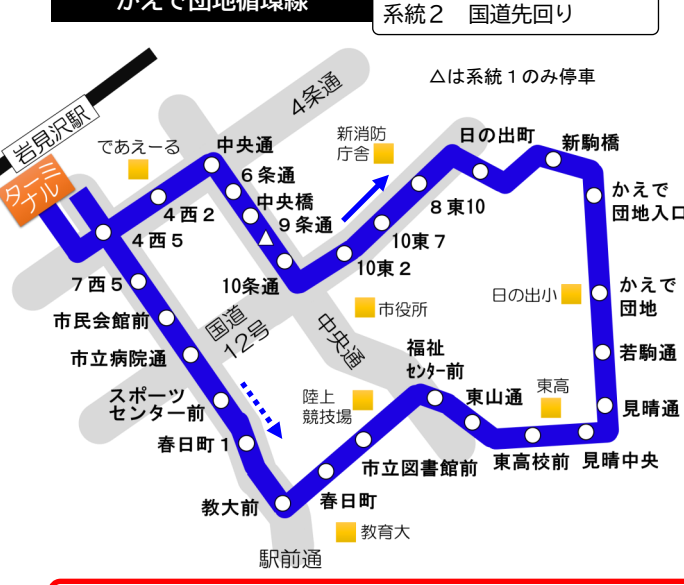 かえで団地循環線
系統２　国道先回り
△は系統１のみ停車
4条通
岩見沢駅
ターミ
ナル
であえーる
中央通
６条通
中央橋
９条通
４西２
４西５
10条通
新消防
庁舎
日の出町
新駒橋
かえで
団地入口
８東10
10東７
10東２
７西５
市民会館前
市立病院通
スポーツ
センター前
春日町１
教大前
国道
12号
市役所
中央通
日の出小
かえで
団地
若駒通
福祉
ｾﾝﾀｰ前
陸上
競技場
東山通
東高
見晴通
市立図書館前
東高校前
見晴中央
春日町
教育大
駅前通